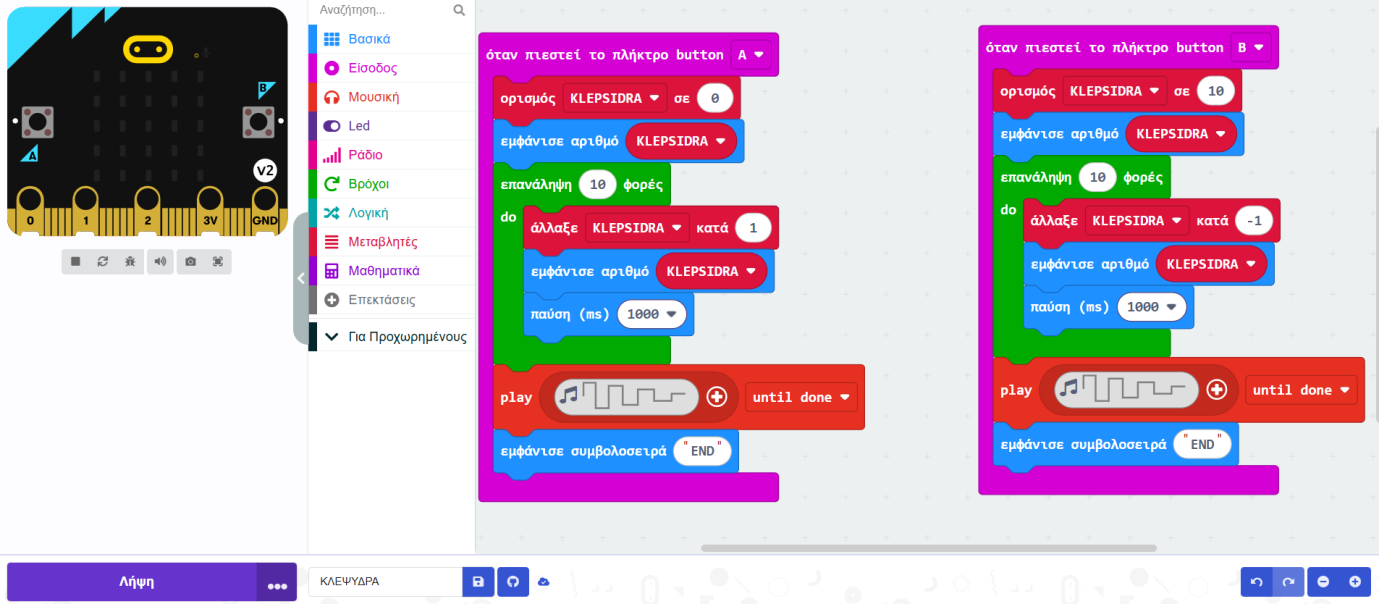 Αναζήτηση...
Βασικά
Είσοδος
Μουσική
Led
Ράδιο
Βρόχοι
Λογική
Μεταβλητές
Μαθηματικά
Επεκτάσεις
Για Προχωρημένους
B
A
V2
0 1 2 3V GND
όταν πιεστεί το πλήκτρο button A
ορισμός KLEPSIDRA σε 0
εμφάνισε αριθμό KLEPSIDRA
επανάληψη 10 φορές
do
άλλαξε KLEPSIDRA κατά 1
εμφάνισε αριθμό KLEPSIDRA
παύση (ms) 1000
play until done
εμφάνισε συμβολοσειρά "END"
όταν πιεστεί το πλήκτρο button B
ορισμός KLEPSIDRA σε 10
εμφάνισε αριθμό KLEPSIDRA
επανάληψη 10 φορές
do
άλλαξε KLEPSIDRA κατά -1
εμφάνισε αριθμό KLEPSIDRA
παύση (ms) 1000
play until done
εμφάνισε συμβολοσειρά "END"
Λήψη
ΚΛΕΨΥΔΡΑ